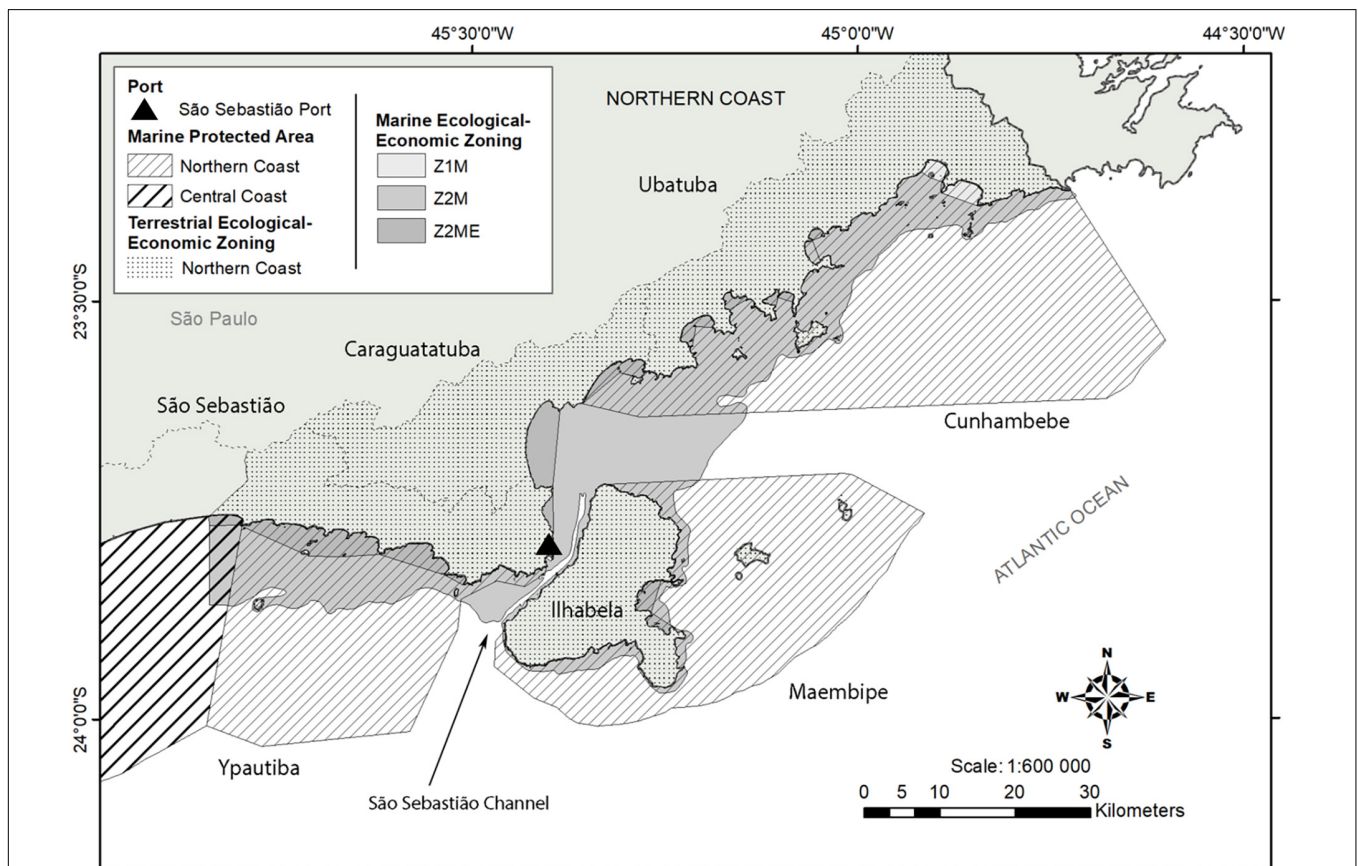 45°30'0"W
45°0'0"W
44°30'0"W
Port
São Sebastião Port
Marine Protected Area
Northern Coast
Central Coast
Terrestrial Ecological-
Economic Zoning
Northern Coast
Marine Ecological-
Economic Zoning
Z1M
Z2M
Z2ME
NORTHERN COAST
Ubatuba
23°30'0"S
São Paulo
Caraguatatuba
São Sebastião
Cunhambebe
ATLANTIC OCEAN
Ilhabela
N
W
E
S
24°0'0"S
Maembipe
Ypautiba
São Sebastião Channel
Scale: 1:600 000
0 5 10 20 30
Kilometers